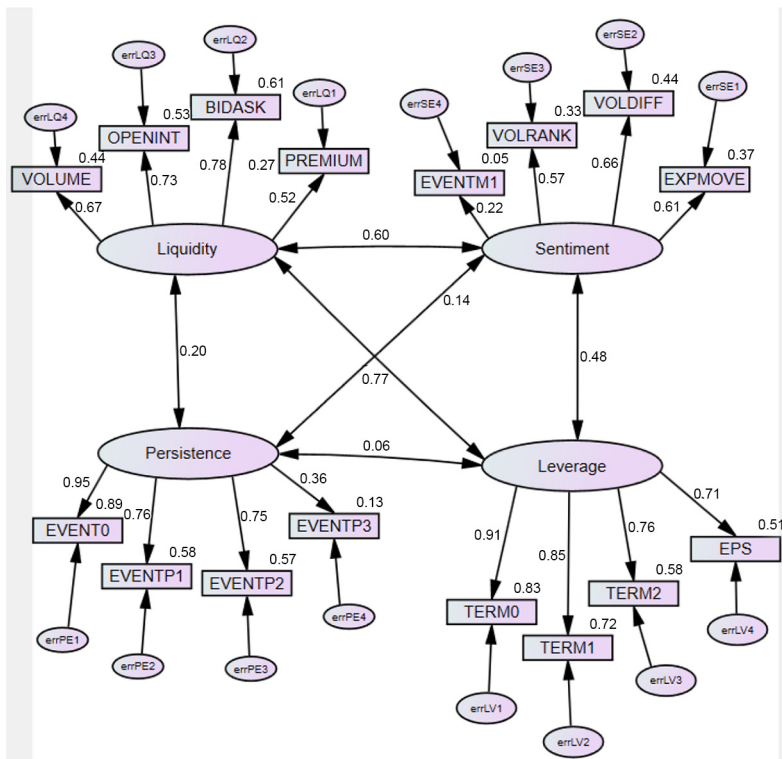 errLQ2
errSE2
errLQ3
errSE3
errLQ1
errSE1
errLQ4
errSE4
0.61
BIDASK
0.44
VOLDIFF
0.53
OPENINT
0.33
VOLRANK
0.44
VOLUME
0.27
PREMIUM
0.05
EVENTM1
0.37
EXPMOVE
0.67
0.73
0.78
0.52
0.22
0.57
0.66
0.61
Liquidity
0.60
Sentiment
0.14
0.20
0.77
0.48
Persistence
0.06
Leverage
0.95
0.89
0.76
0.75
0.36
0.13
EVENT0
EVENTP3
0.58
EVENTP1
0.57
EVENTP2
0.91
0.85
0.76
0.71
0.51
EPS
0.83
TERM0
0.58
TERM2
0.72
TERM1
errPE1
errPE2
errPE3
errPE4
errLV4
errLV3
errLV1
errLV2